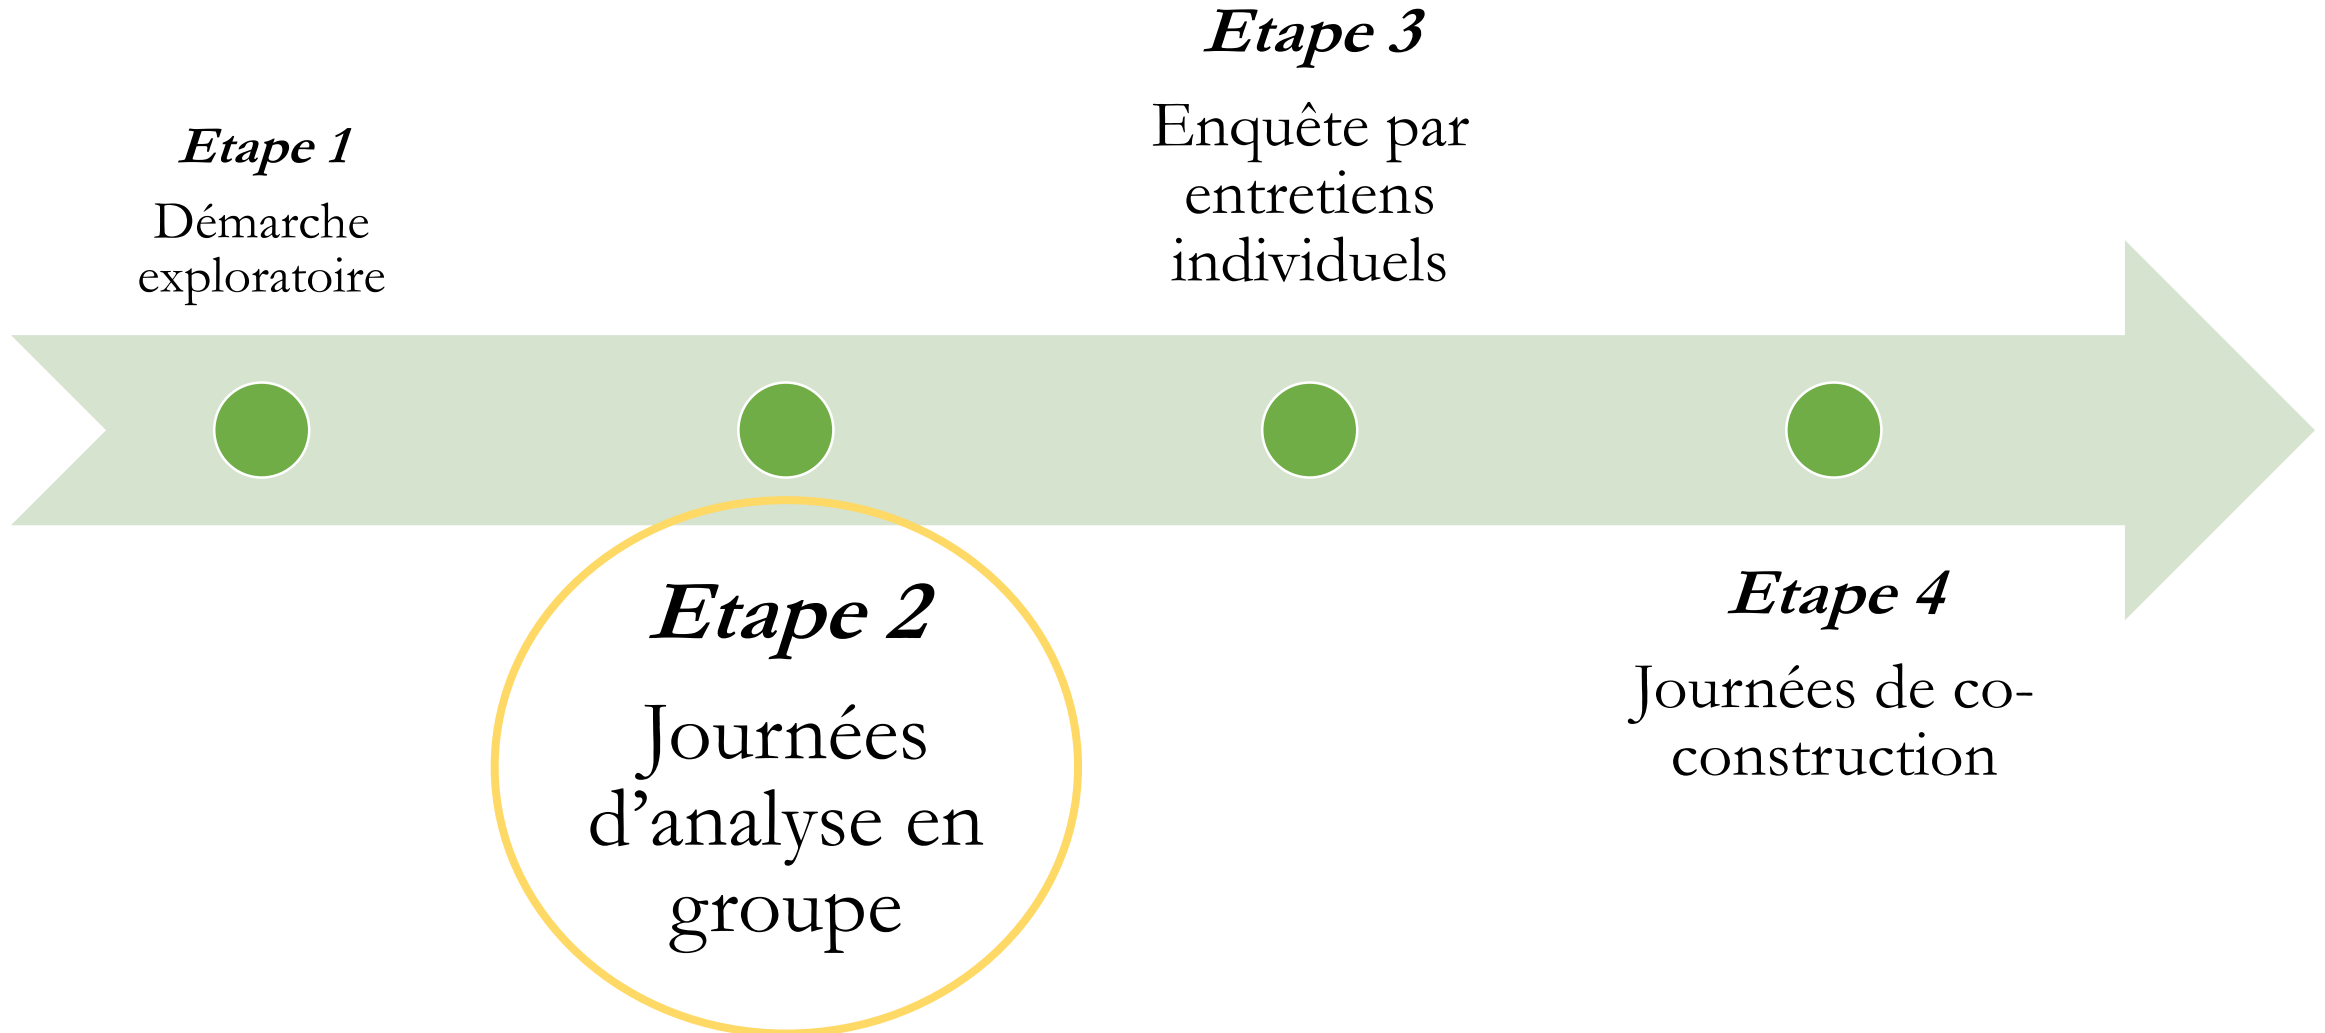 Etape 1
Démarche
exploratoire
Etape 2
Journées
d’analyse en
groupe
Etape 3
Enquête par
entretiens
individuels
Etape 4
Journées de co-
construction